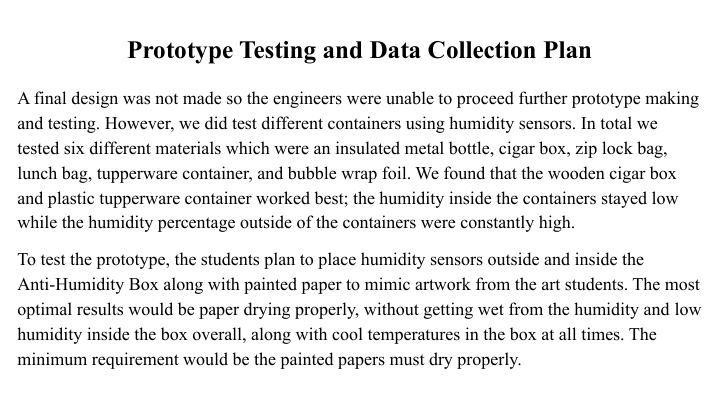 Prototype Testing and Data Collection Plan
A final design was not made so the engineers were unable to proceed further prototype making
and testing. However, we did test different containers using humidity sensors. In total we
tested six different materials which were an insulated metal bottle, cigar box, zip lock bag,
lunch bag, tupperware container, and bubble wrap foil. We found that the wooden cigar box
and plastic tupperware container worked best; the humidity inside the containers stayed low
while the humidity percentage outside of the containers were constantly high.
To test the prototype, the students plan to place humidity sensors outside and inside the
Anti-Humidity Box along with painted paper to mimic artwork from the art students. The most
optimal results would be paper drying properly, without getting wet from the humidity and low
humidity inside the box overall, along with cool temperatures in the box at all times. The
minimum requirement would be the painted papers must dry properly.